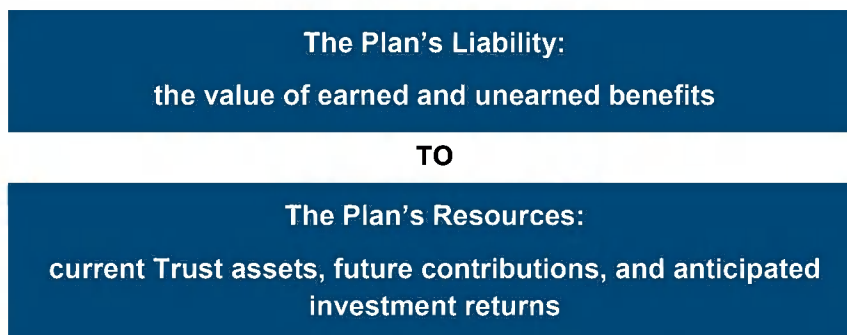 The Plan's Liability:
the value of earned and unearned benefits
TO
The Plan's Resources:
current Trust assets, future contributions, and anticipated
investment returns